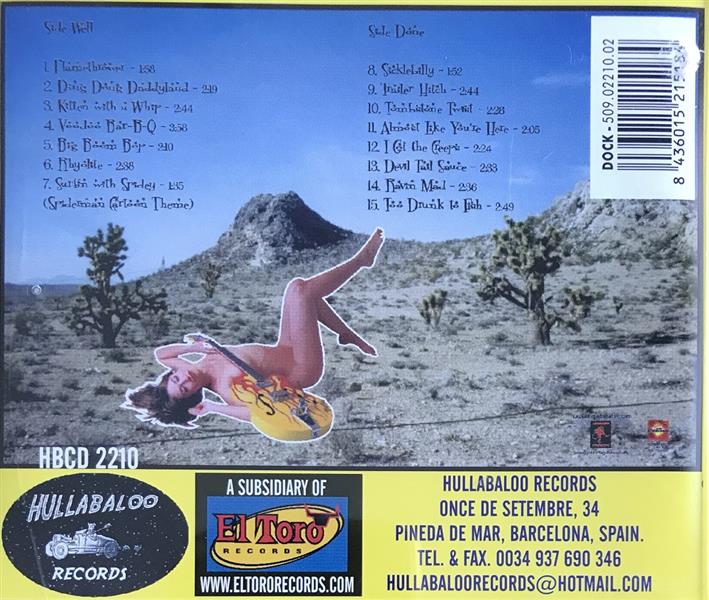 Side Well
1. Flamethrower - 1:58
2. Dang Dank Daddyland - 2:19
3. Kitten with a Whip - 2:44
4. Voodoo Bar-B-Q - 3:58
5. Big Boom Bop - 2:10
6. Rhyolite - 2:38
7. Surfin with Spidey - 1:35
(Spiderman Cartoon Theme)
Side Done
8. Sicklebilly - 1:52
9. Trailer Hitch - 2:44
10. Tombstone Twist - 2:28
11. Almost Like You're Here - 2:05
12. I Got the Creeps - 2:24
13. Devil Tail Sauce - 2:33
14. Ravin Mad - 2:36
15. Too Drunk to Fish - 2:49
DOCK - 509.02210.02
8 436015 215184
HBCD 2210
HULLABALOO
RECORDS
A SUBSIDIARY OF
El Toro
RECORDS
WWW.ELTORORECORDS.COM
HULLABALOO RECORDS
ONCE DE SETEMBRE, 34
PINEDA DE MAR, BARCELONA, SPAIN.
TEL. & FAX. 0034 937 690 346
HULLABALOORECORDS@HOTMAIL.COM